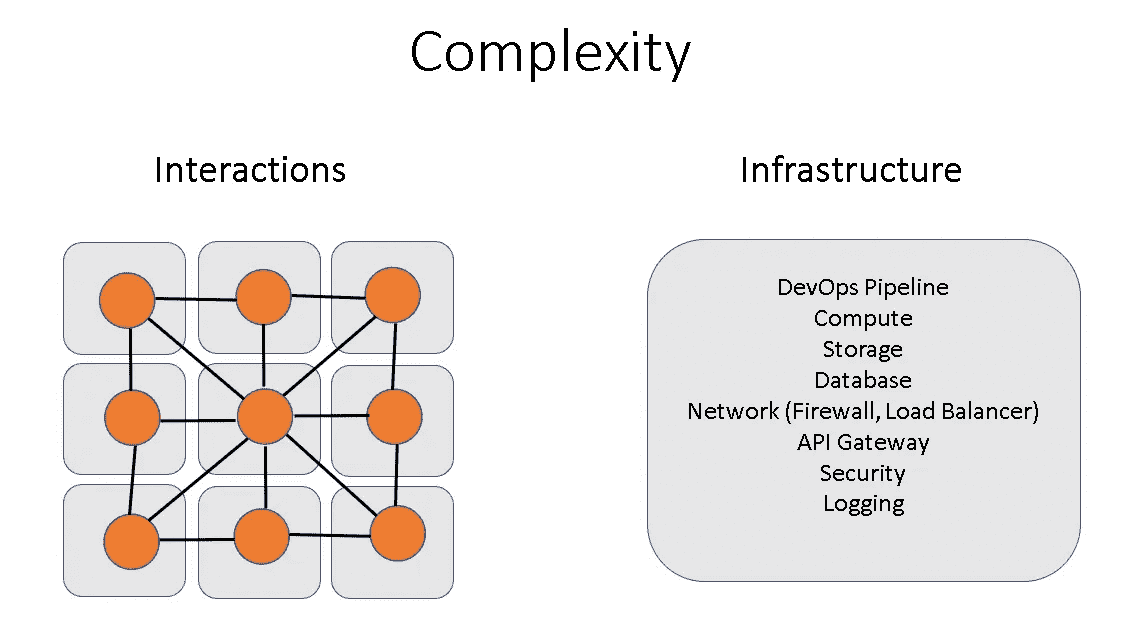 Complexity
Interactions
Infrastructure
DevOps Pipeline
Compute
Storage
Database
Network (Firewall, Load Balancer)
API Gateway
Security
Logging